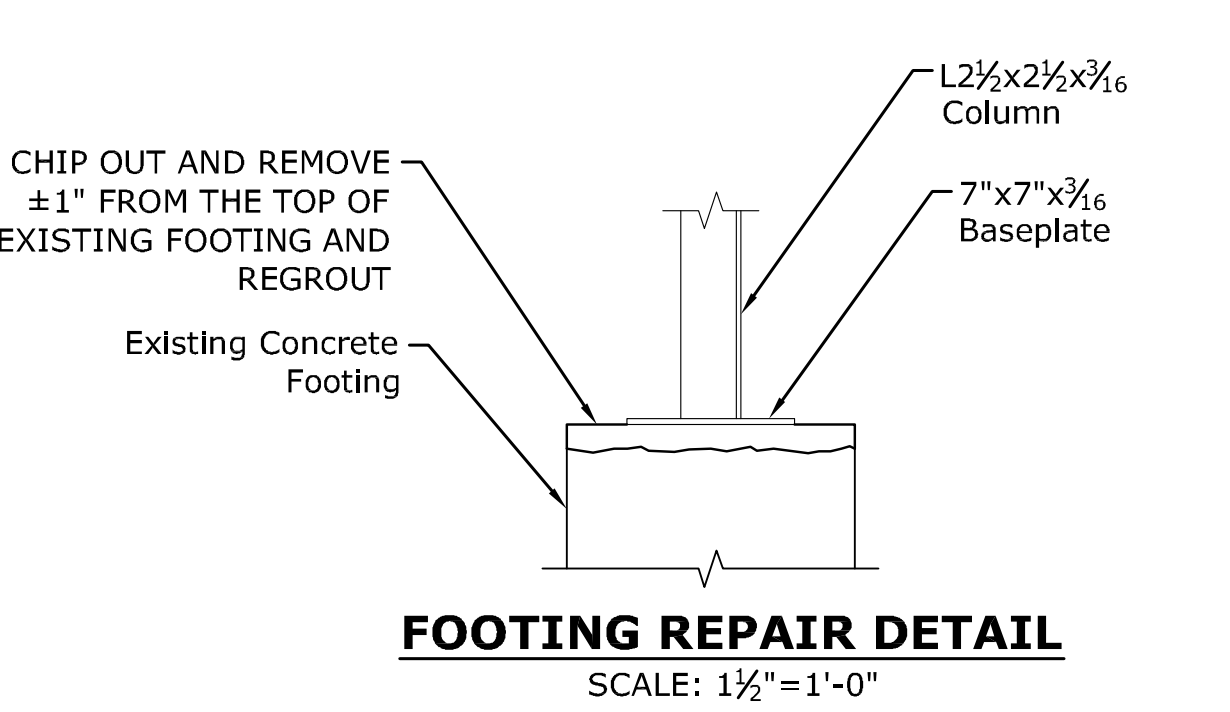 L2½x2½x3/16
Column
CHIP OUT AND REMOVE
±1" FROM THE TOP OF
EXISTING FOOTING AND
REGROUT
7"x7"x3/16
Baseplate
Existing Concrete
Footing
FOOTING REPAIR DETAIL
SCALE: 1½"=1'-0"